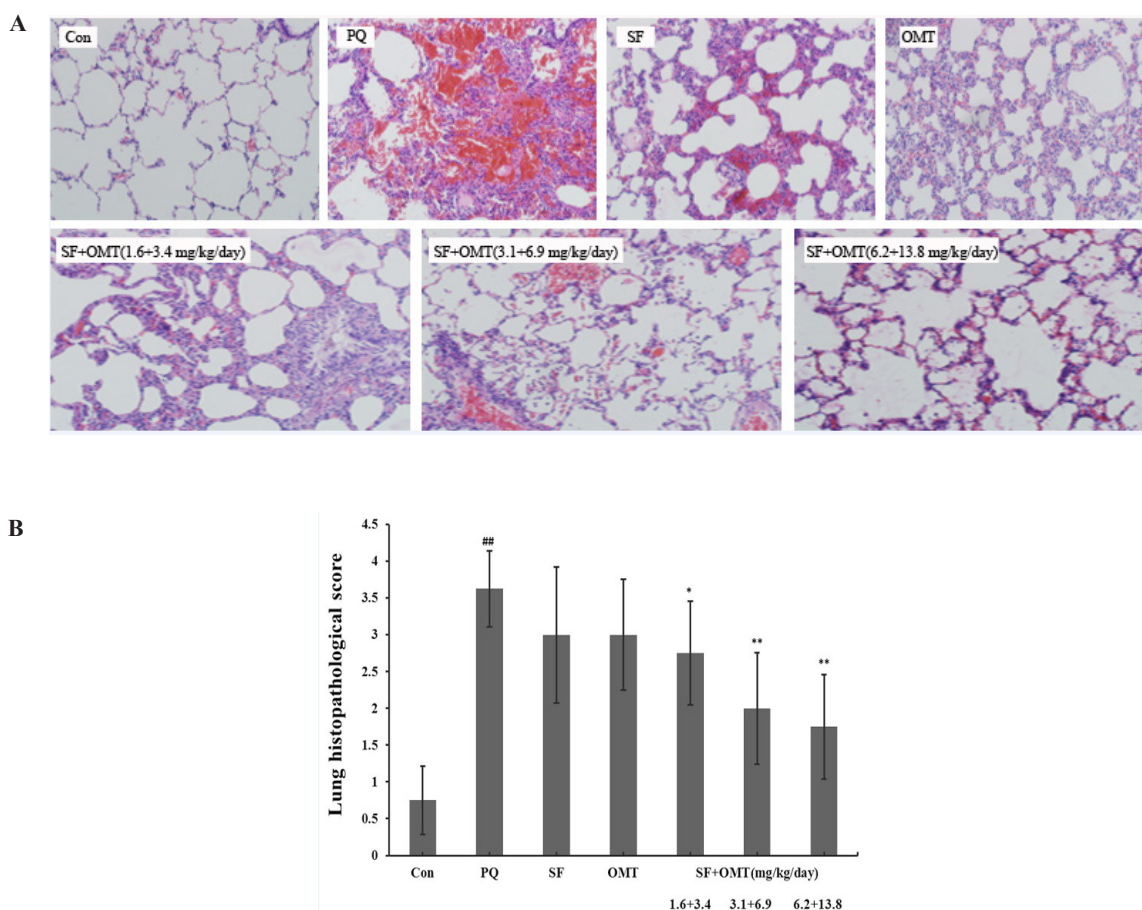 A
Con
PQ
SF
OMT
SF+OMT(1.6+3.4 mg/kg/day)
SF+OMT(3.1+6.9 mg/kg/day)
SF+OMT(6.2+13.8 mg/kg/day)
B
Lung histopathological score
4.5
4
3.5
3
2.5
2
1.5
1
0.5
0
##
*
**
**
Con
PQ
SF
OMT
SF+OMT(mg/kg/day)
1.6+3.4
3.1+6.9
6.2+13.8